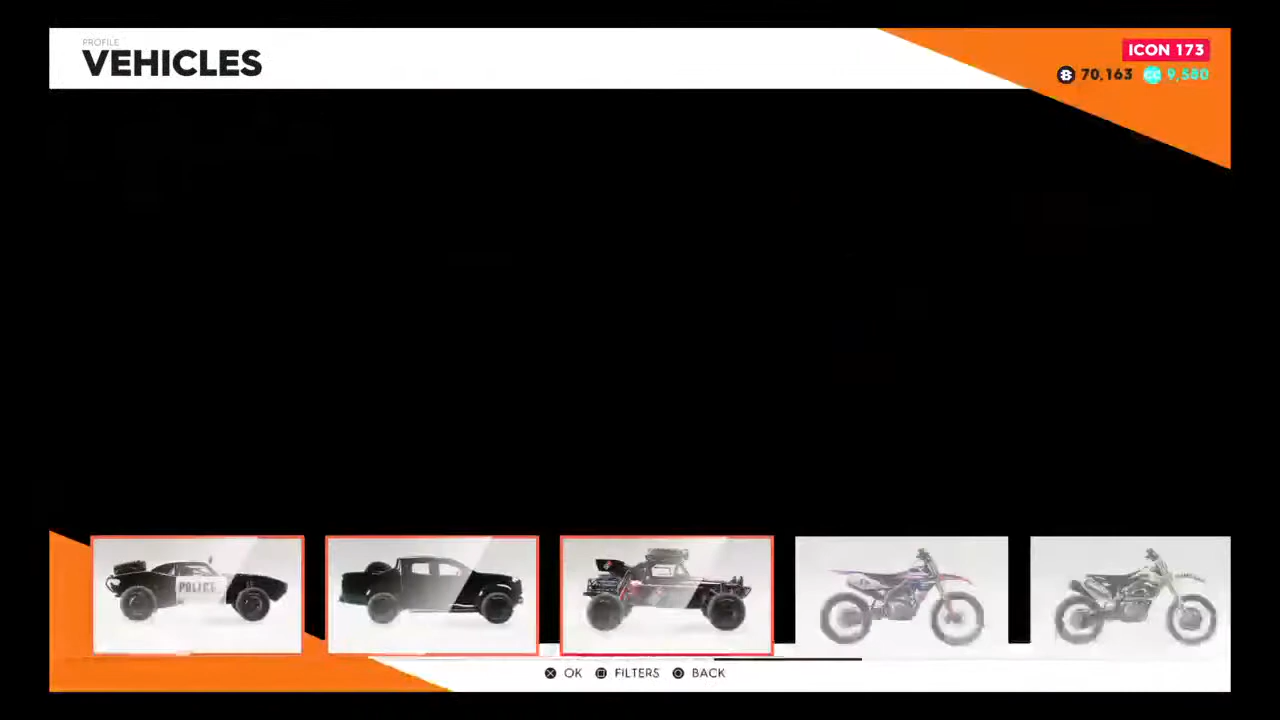 PROFILE
VEHICLES
ICON 173
70,163 9,580
POLICE
OK FILTERS BACK